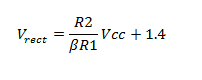 V_rect = R2/βR1 Vcc + 1.4